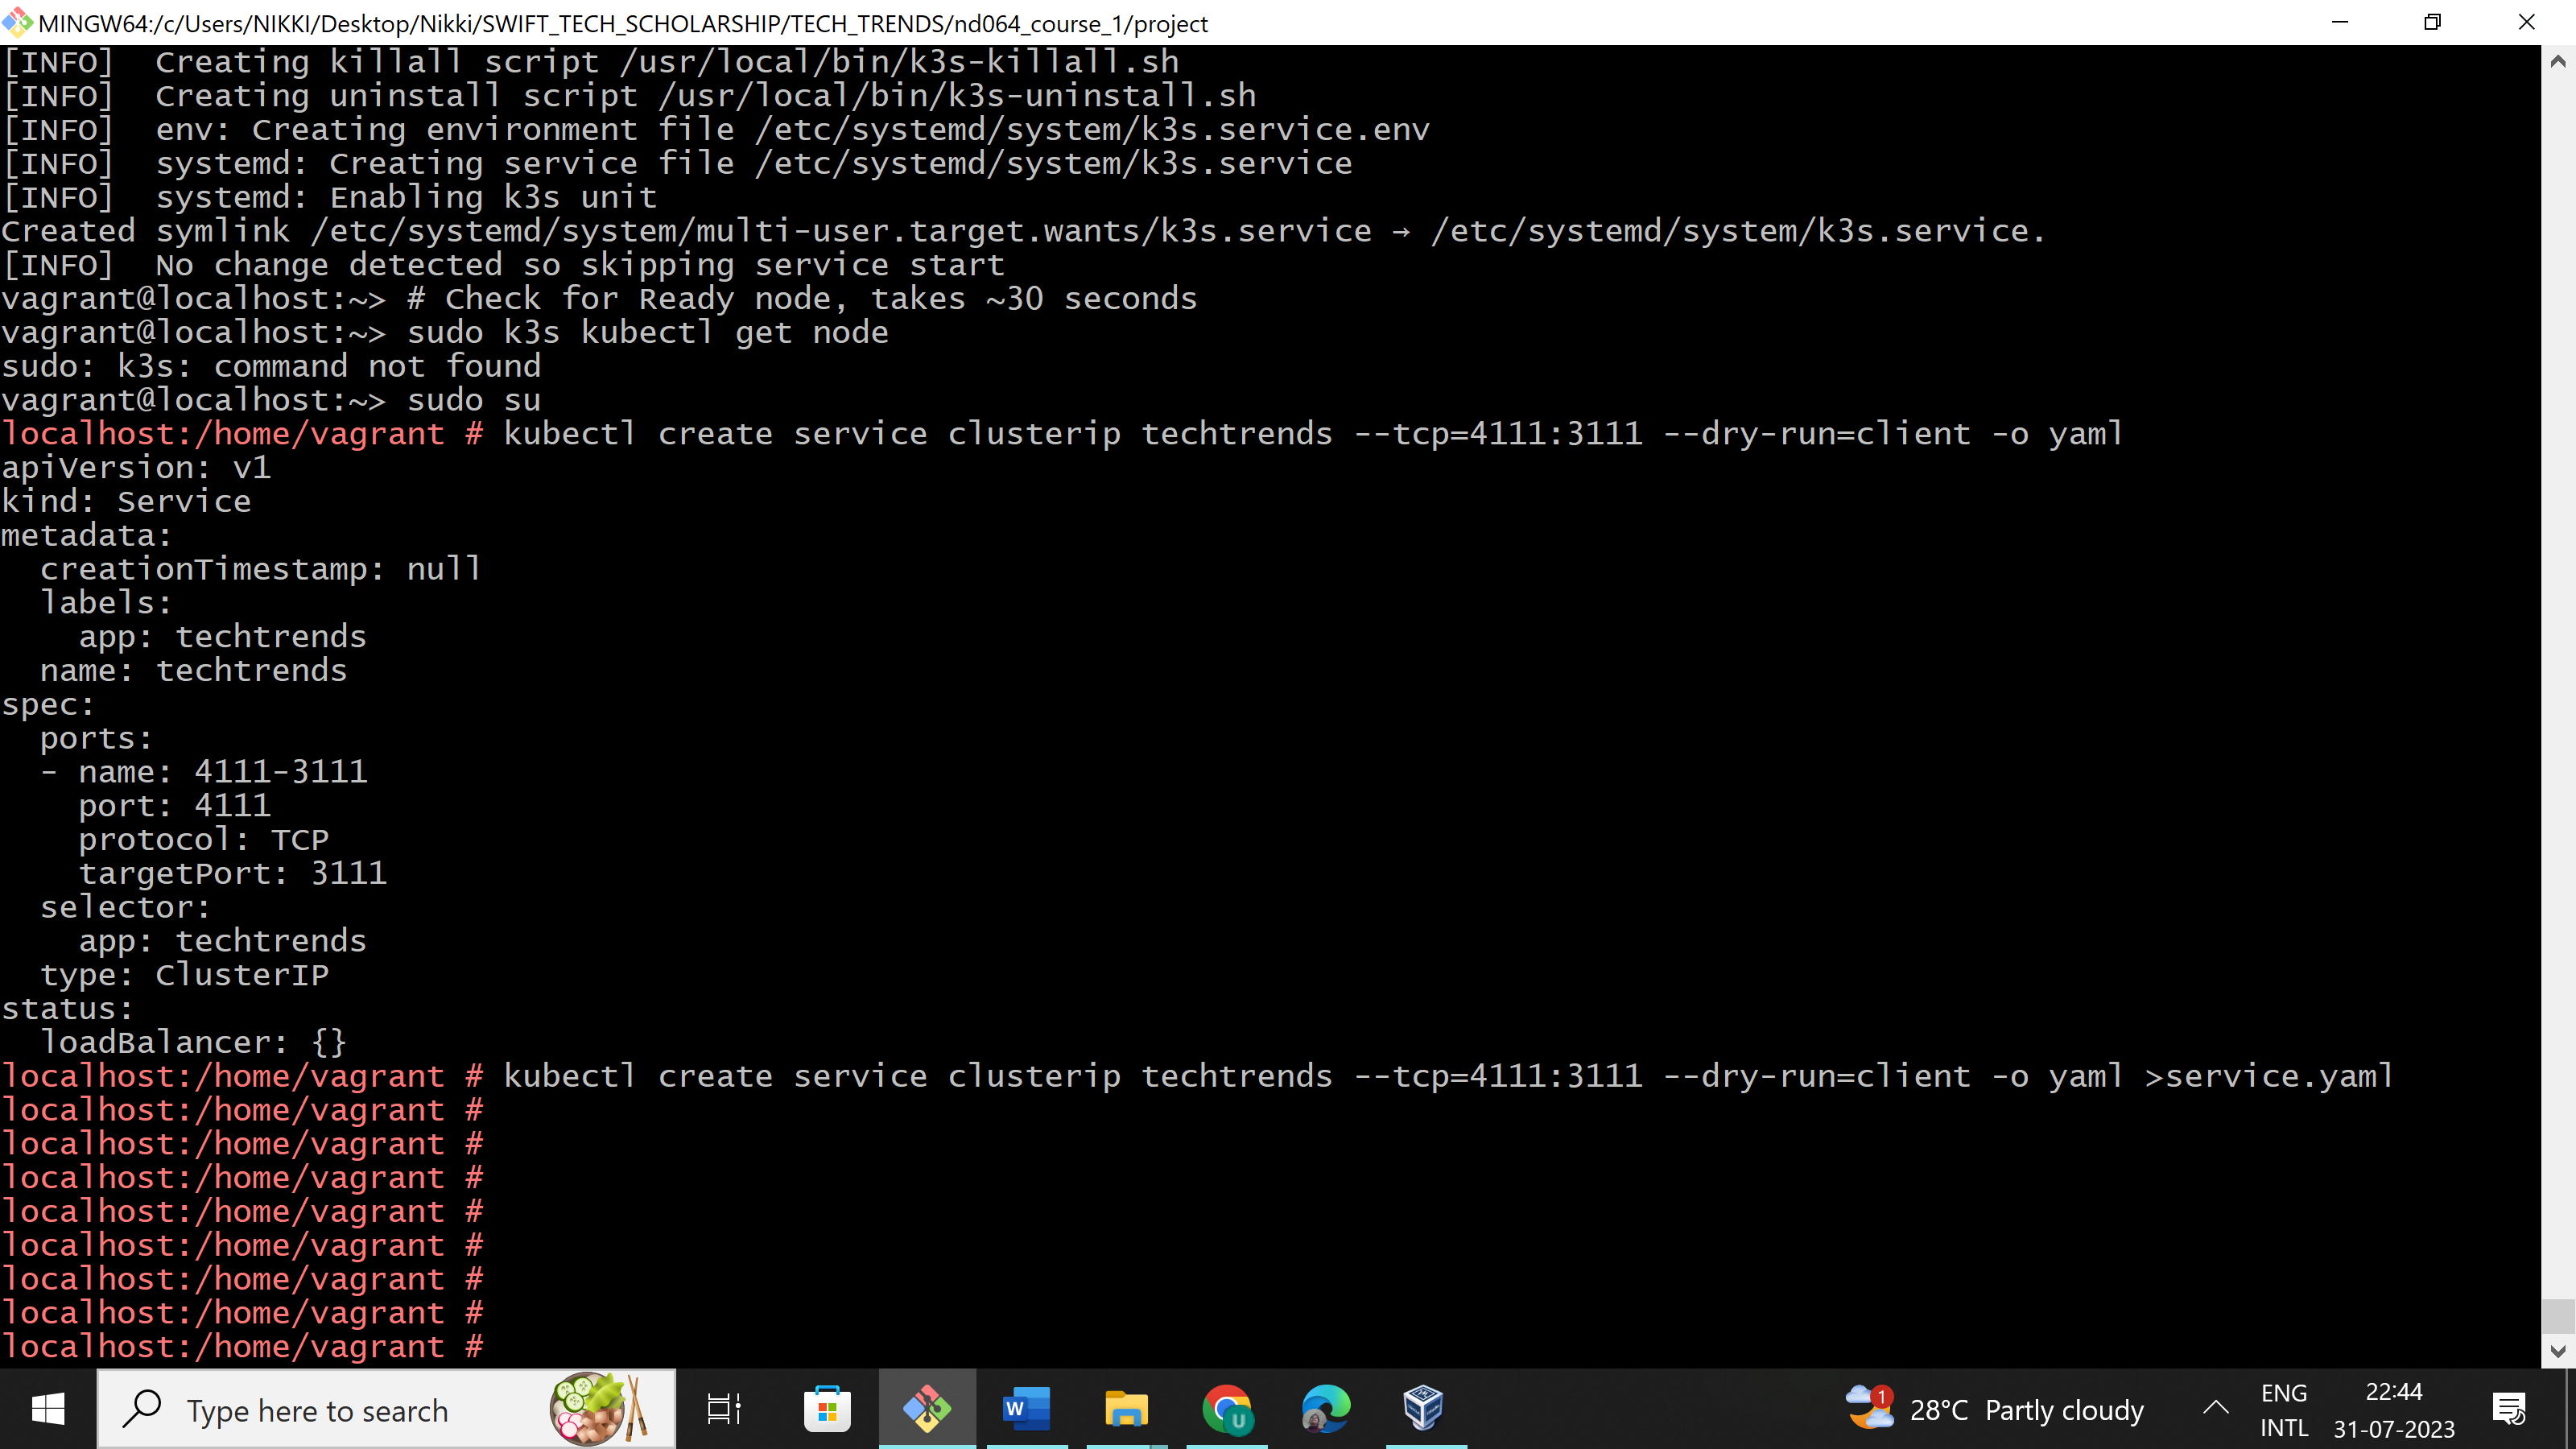 MINGW64:/c/Users/NIKKI/Desktop/Nikki/SWIFT_TECH_SCHOLARSHIP/TECH_TRENDS/nd064_course_1/project
[INFO]  Creating killall script /usr/local/bin/k3s-killall.sh
[INFO]  Creating uninstall script /usr/local/bin/k3s-uninstall.sh
[INFO]  env: Creating environment file /etc/systemd/system/k3s.service.env
[INFO]  systemd: Creating service file /etc/systemd/system/k3s.service
[INFO]  systemd: Enabling k3s unit
Created symlink /etc/systemd/system/multi-user.target.wants/k3s.service → /etc/systemd/system/k3s.service.
[INFO]  No change detected so skipping service start
vagrant@localhost:~> # Check for Ready node, takes ~30 seconds
vagrant@localhost:~> sudo k3s kubectl get node
sudo: k3s: command not found
vagrant@localhost:~> sudo su
localhost:/home/vagrant # kubectl create service clusterip techtrends --tcp=4111:3111 --dry-run=client -o yaml
apiVersion: v1
kind: Service
metadata:
  creationTimestamp: null
  labels:
    app: techtrends
  name: techtrends
spec:
  ports:
  - name: 4111-3111
    port: 4111
    protocol: TCP
    targetPort: 3111
  selector:
    app: techtrends
  type: ClusterIP
status:
  loadBalancer: {}
localhost:/home/vagrant # kubectl create service clusterip techtrends --tcp=4111:3111 --dry-run=client -o yaml >service.yaml
localhost:/home/vagrant #
localhost:/home/vagrant #
localhost:/home/vagrant #
localhost:/home/vagrant #
localhost:/home/vagrant #
localhost:/home/vagrant #
localhost:/home/vagrant #
localhost:/home/vagrant #
Type here to search
W
U
1
28°C Partly cloudy
ENG
INTL
22:44
31-07-2023